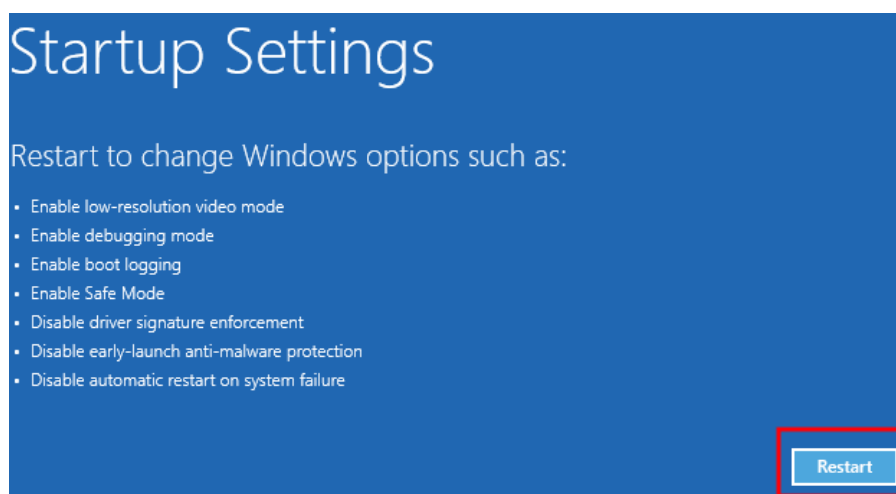 Startup Settings
Restart to change Windows options such as:
▪ Enable low-resolution video mode
▪ Enable debugging mode
▪ Enable boot logging
▪ Enable Safe Mode
▪ Disable driver signature enforcement
▪ Disable early-launch anti-malware protection
▪ Disable automatic restart on system failure
Restart